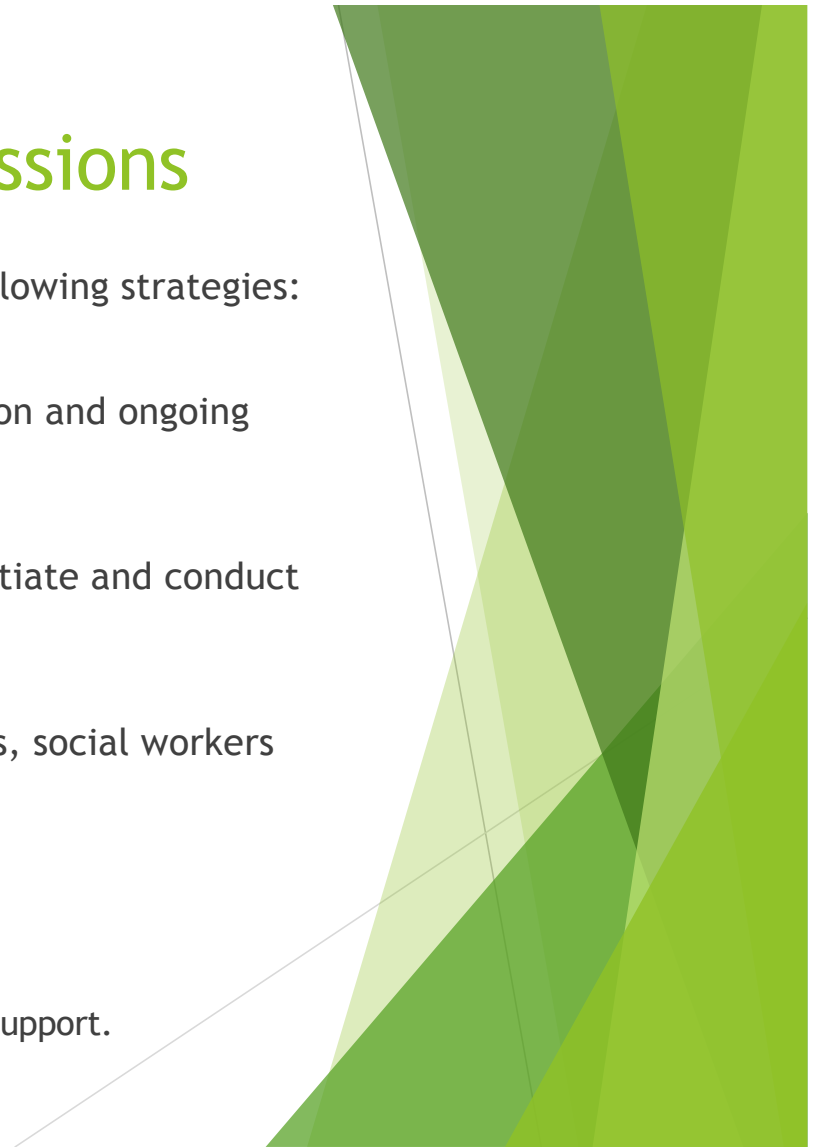 ssions
lowing strategies:
on and ongoing
tiate and conduct
s, social workers
upport.